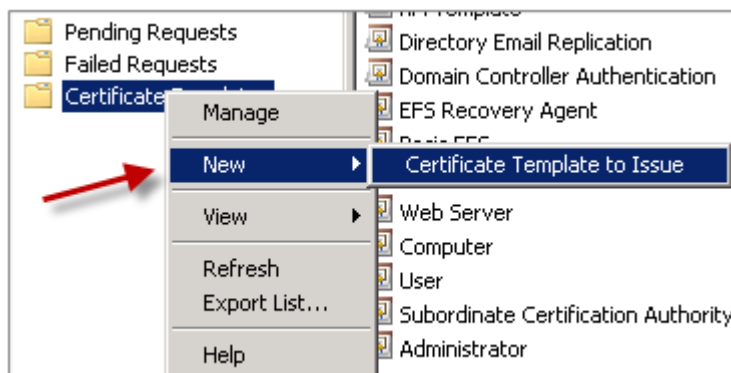 Pending Requests
Failed Requests
Certificate
Manage
New
View
Refresh
Export List...
Help
Certificate Template to Issue
Directory Email Replication
Domain Controller Authentication
EFS Recovery Agent
Web Server
Computer
User
Subordinate Certification Authority
Administrator